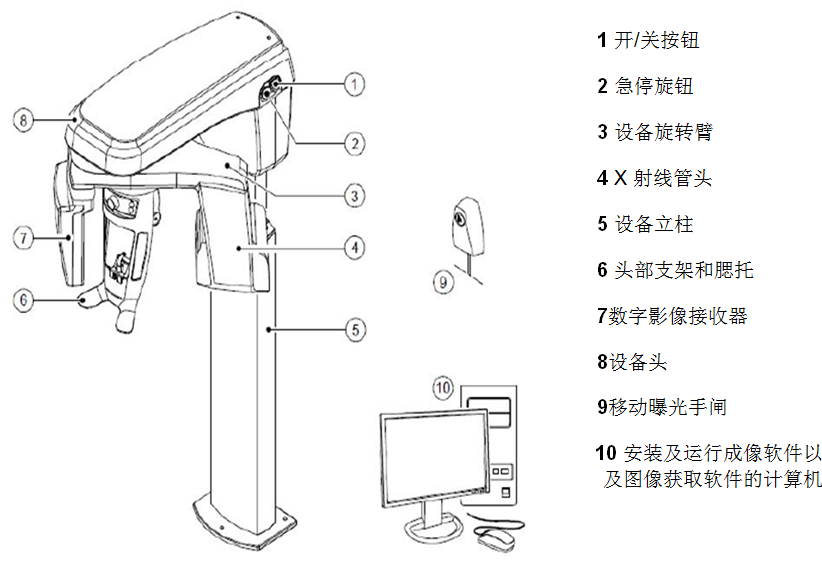 1 开/关按钮
2 急停旋钮
3 设备旋转臂
4 X 射线管头
5 设备立柱
6 头部支架和腮托
7数字影像接收器
8设备头
9移动曝光手闸
10 安装及运行成像软件以
及图像获取软件的计算机
1
2
3
4
5
6
7
8
9
10